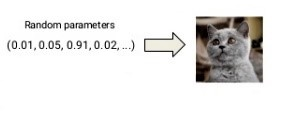 Random parameters
(0.01, 0.05, 0.91, 0.02, ...)